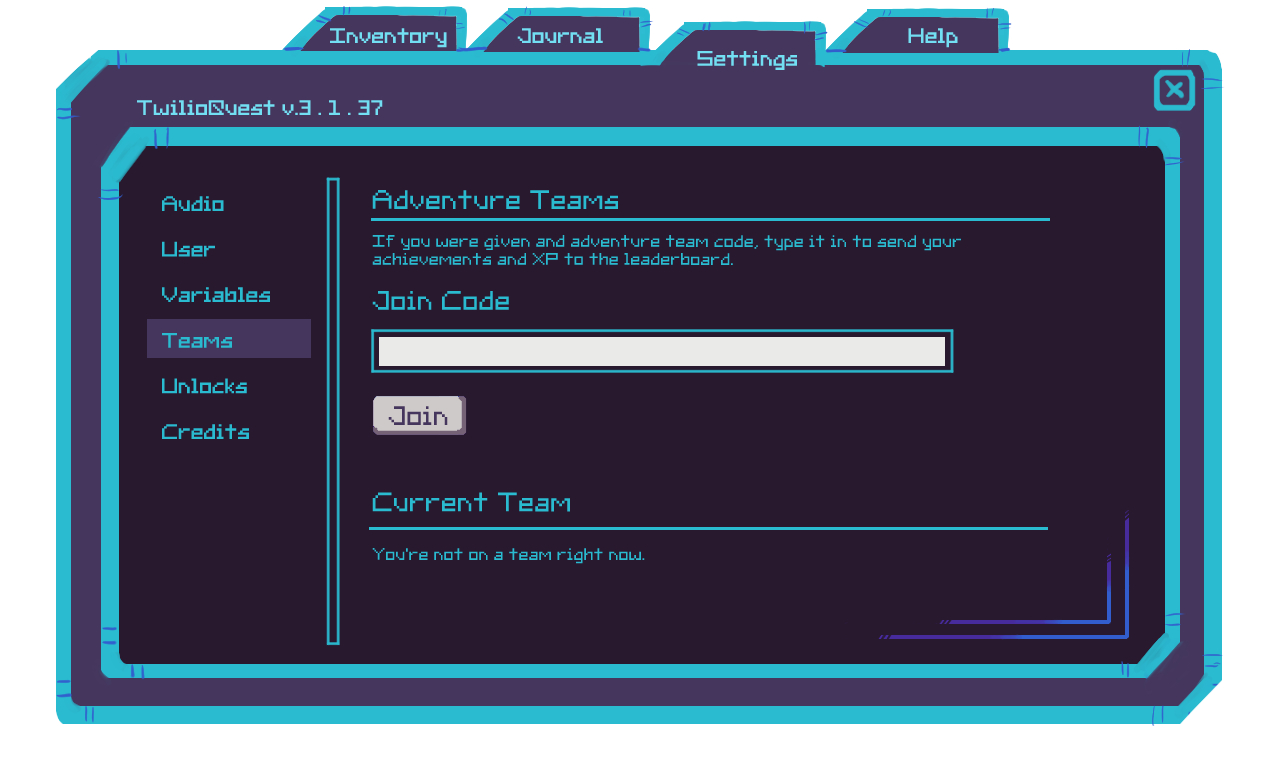 Inventory
Journal
Settings
Help
TwilioQuest v.3.1.37
Audio
User
Variables
Teams
Unlocks
Credits
Adventure Teams
If you were given and adventure team code, type it in to send your
achievements and XP to the leaderboard.
Join Code
Join
Current Team
You're not on a team right now.